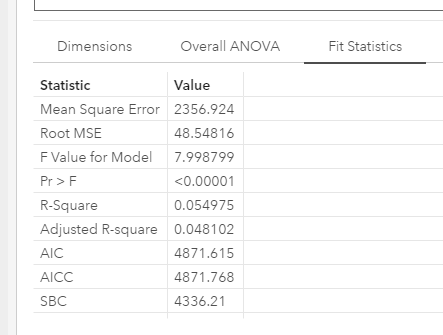 Dimensions Overall ANOVA Fit Statistics
Statistic Value
Mean Square Error 2356.924
Root MSE 48.54816
F Value for Model 7.998799
Pr > F <0.00001
R-Square 0.054975
Adjusted R-square 0.048102
AIC 4871.615
AICC 4871.768
SBC 4336.21